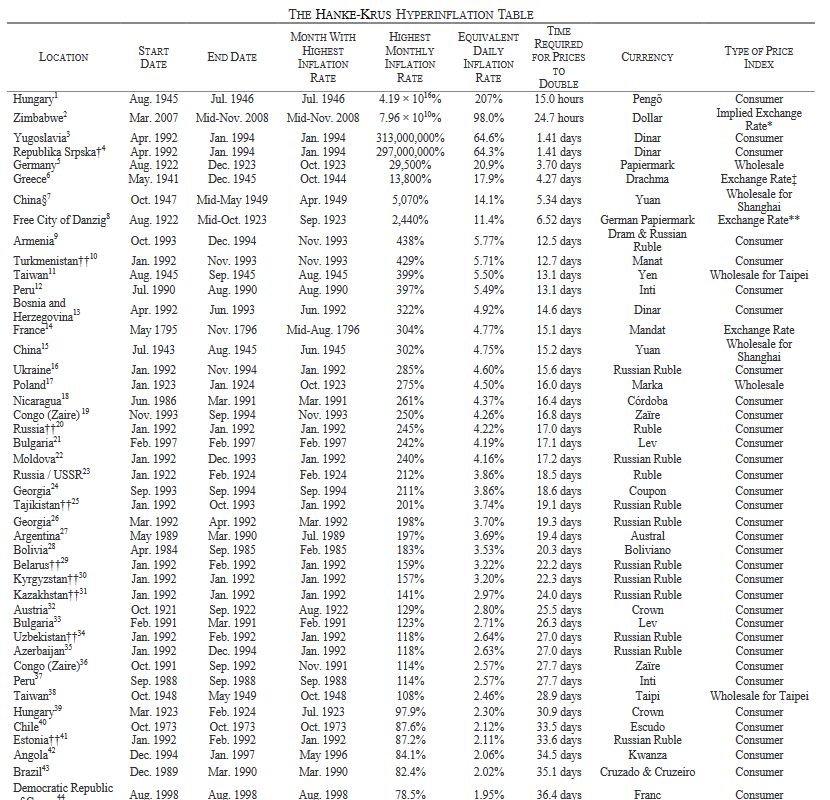 THE HANKE-KRUS HYPERINFLATION TABLE
LOCATION START DATE END DATE MONTH WITH HIGHEST INFLATION RATE HIGHEST MONTHLY INFLATION RATE EQUIVALENT DAILY INFLATION RATE TIME REQUIRED FOR PRICES TO DOUBLE CURRENCY TYPE OF PRICE INDEX
Hungary¹ Aug. 1945 Jul. 1946 Jul. 1946 4.19 × 10¹⁶% 207% 15.0 hours Pengő Consumer
Zimbabwe² Mar. 2007 Mid-Nov. 2008 Mid-Nov. 2008 7.96 × 10¹⁰% 98.0% 24.7 hours Dollar Implied Exchange Rate*
Yugoslavia³ Apr. 1992 Jan. 1994 Jan. 1994 313,000,000% 64.6% 1.41 days Dinar Consumer
Republika Srpska†⁴ Apr. 1992 Jan. 1994 Jan. 1994 297,000,000% 64.3% 1.41 days Dinar Consumer
Germany⁵ Aug. 1922 Dec. 1923 Oct. 1923 29,500% 20.9% 3.70 days Papiermark Wholesale
Greece⁶ May. 1941 Dec. 1945 Oct. 1944 13,800% 17.9% 4.27 days Drachma Exchange Rate‡
China§⁷ Oct. 1947 Mid-May 1949 Apr. 1949 5,070% 14.1% 5.34 days Yuan Wholesale for Shanghai
Free City of Danzig⁸ Aug. 1922 Mid-Oct. 1923 Sep. 1923 2,440% 11.4% 6.52 days German Papiermark Exchange Rate**
Armenia⁹ Oct. 1993 Dec. 1994 Nov. 1993 438% 5.77% 12.5 days Dram & Russian Ruble Consumer
Turkmenistan††¹⁰ Jan. 1992 Nov. 1993 Nov. 1993 429% 5.71% 12.7 days Manat Consumer
Taiwan¹¹ Aug. 1945 Sep. 1945 Aug. 1945 399% 5.50% 13.1 days Yen Wholesale for Taipei
Peru¹² Jul. 1990 Aug. 1990 Aug. 1990 397% 5.49% 13.1 days Inti Consumer
Bosnia and Herzegovina¹³ Apr. 1992 Jun. 1993 Jun. 1992 322% 4.92% 14.6 days Dinar Consumer
France¹⁴ May 1795 Nov. 1796 Mid-Aug. 1796 304% 4.77% 15.1 days Mandat Exchange Rate
China¹⁵ Jul. 1943 Aug. 1945 Jun. 1945 302% 4.75% 15.2 days Yuan Wholesale for Shanghai
Ukraine¹⁶ Jan. 1992 Nov. 1994 Jan. 1992 285% 4.60% 15.6 days Russian Ruble Consumer
Poland¹⁷ Jan. 1923 Jan. 1924 Oct. 1923 275% 4.50% 16.0 days Marka Wholesale
Nicaragua¹⁸ Jun. 1986 Mar. 1991 Mar. 1991 261% 4.37% 16.4 days Córdoba Consumer
Congo (Zaire) ¹⁹ Nov. 1993 Sep. 1994 Nov. 1993 250% 4.26% 16.8 days Zaïre Consumer
Russia††²⁰ Jan. 1992 Jan. 1992 Jan. 1992 245% 4.22% 17.0 days Ruble Consumer
Bulgaria²¹ Feb. 1997 Feb. 1997 Feb. 1997 242% 4.19% 17.1 days Lev Consumer
Moldova²² Jan. 1992 Dec. 1993 Jan. 1992 240% 4.16% 17.2 days Russian Ruble Consumer
Russia / USSR²³ Jan. 1922 Feb. 1924 Feb. 1924 212% 3.86% 18.5 days Ruble Consumer
Georgia²⁴ Sep. 1993 Sep. 1994 Sep. 1994 211% 3.86% 18.6 days Coupon Consumer
Tajikistan††²⁵ Jan. 1992 Oct. 1993 Jan. 1992 201% 3.74% 19.1 days Russian Ruble Consumer
Georgia²⁶ Mar. 1992 Apr. 1992 Mar. 1992 198% 3.70% 19.3 days Russian Ruble Consumer
Argentina²⁷ May 1989 Mar. 1990 Jul. 1989 197% 3.69% 19.4 days Austral Consumer
Bolivia²⁸ Apr. 1984 Sep. 1985 Feb. 1985 183% 3.53% 20.3 days Boliviano Consumer
Belarus††²⁹ Jan. 1992 Feb. 1992 Jan. 1992 159% 3.22% 22.2 days Russian Ruble Consumer
Kyrgyzstan††³⁰ Jan. 1992 Jan. 1992 Jan. 1992 157% 3.20% 22.3 days Russian Ruble Consumer
Kazakhstan††³¹ Jan. 1992 Jan. 1992 Jan. 1992 141% 2.97% 24.0 days Russian Ruble Consumer
Austria³² Oct. 1921 Sep. 1922 Aug. 1922 129% 2.80% 25.5 days Crown Consumer
Bulgaria³³ Feb. 1991 Mar. 1991 Feb. 1991 123% 2.71% 26.3 days Lev Consumer
Uzbekistan††³⁴ Jan. 1992 Feb. 1992 Jan. 1992 118% 2.64% 27.0 days Russian Ruble Consumer
Azerbaijan³⁵ Jan. 1992 Dec. 1994 Jan. 1992 118% 2.63% 27.0 days Russian Ruble Consumer
Congo (Zaire)³⁶ Oct. 1991 Sep. 1992 Nov. 1991 114% 2.57% 27.7 days Zaïre Consumer
Peru³⁷ Sep. 1988 Sep. 1988 Sep. 1988 114% 2.57% 27.7 days Inti Consumer
Taiwan³⁸ Oct. 1948 May 1949 Oct. 1948 108% 2.46% 28.9 days Taipi Wholesale for Taipei
Hungary³⁹ Mar. 1923 Feb. 1924 Jul. 1923 97.9% 2.30% 30.9 days Crown Consumer
Chile⁴⁰ Oct. 1973 Oct. 1973 Oct. 1973 87.6% 2.12% 33.5 days Escudo Consumer
Estonia††⁴¹ Jan. 1992 Feb. 1992 Jan. 1992 87.2% 2.11% 33.6 days Russian Ruble Consumer
Angola⁴² Dec. 1994 Jan. 1997 May 1996 84.1% 2.06% 34.5 days Kwanza Consumer
Brazil⁴³ Dec. 1989 Mar. 1990 Mar. 1990 82.4% 2.02% 35.1 days Cruzado & Cruzeiro Consumer
Democratic Republic Aug. 1998 Aug. 1998 Aug. 1998 78.5% 1.95% 36.4 days Franc Consumer